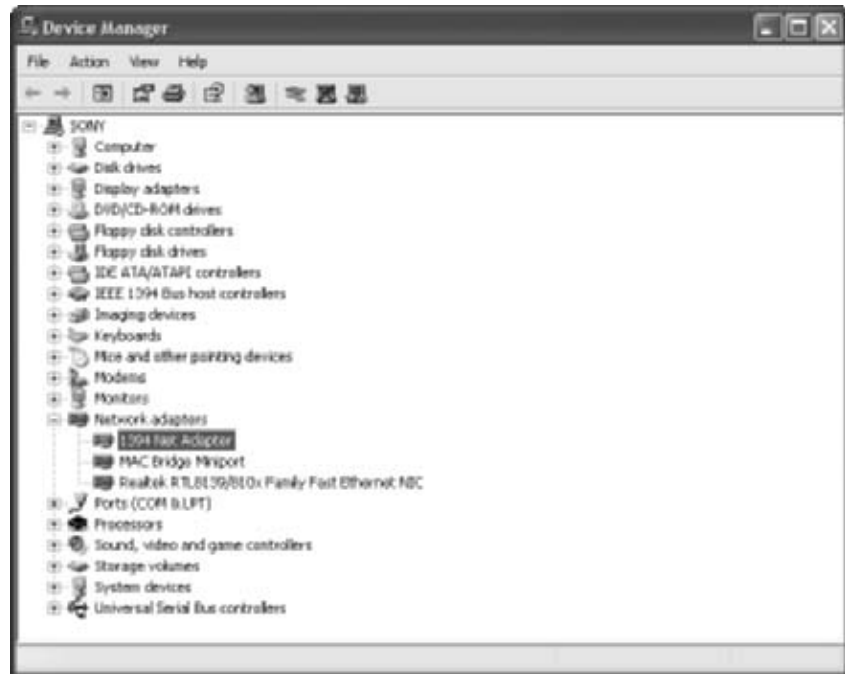 Device Manager
File Action View Help
SONY
Computer
Disk drives
Display adapters
DVD/CD-ROM drives
Floppy disk controllers
Floppy disk drives
IDE ATA/ATAPI controllers
IEEE 1394 Bus host controllers
Imaging devices
Keyboards
Mice and other pointing devices
Modems
Monitors
Network adapters
1394 Net Adapter
MAC Bridge Miniport
Realtek RTL8139/810x Family Fast Ethernet NIC
Ports (COM & LPT)
Processors
Sound, video and game controllers
Storage volumes
System devices
Universal Serial Bus controllers